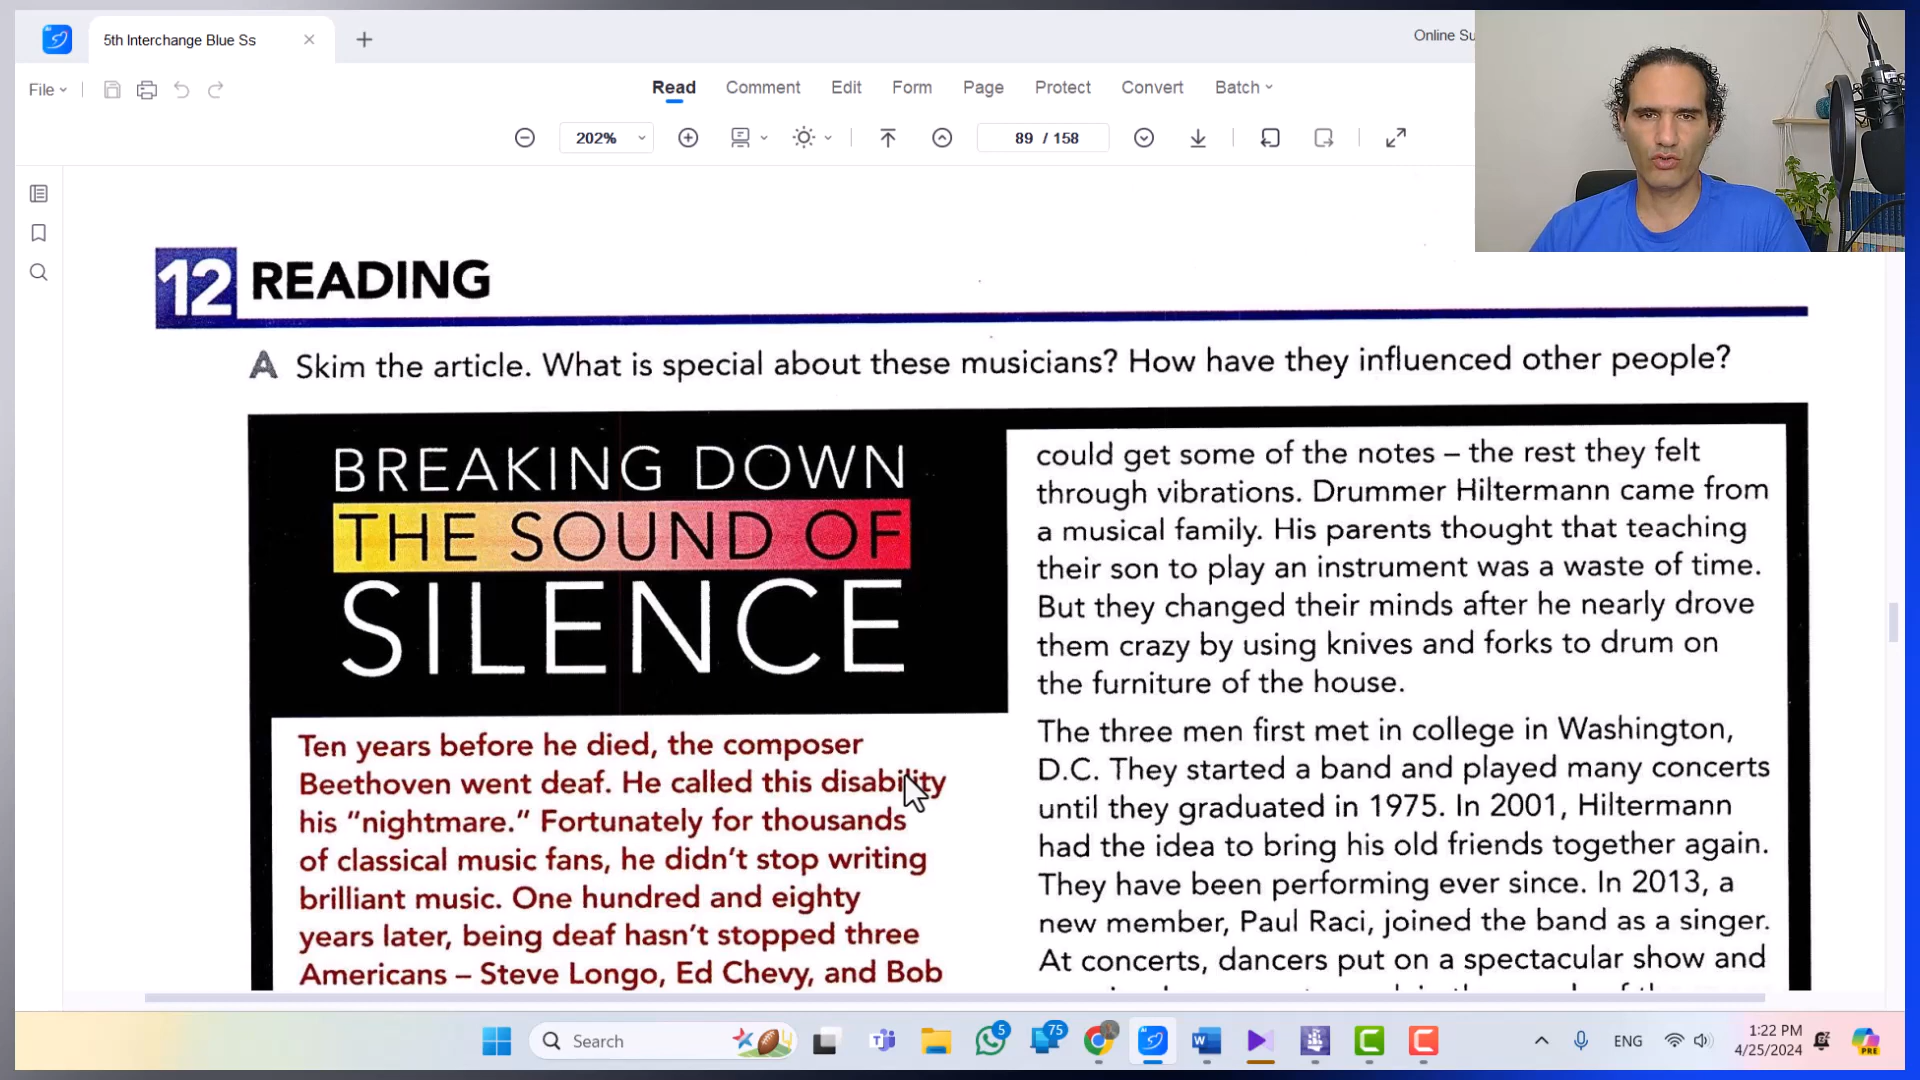 5th Interchange Blue Ss
Online Su
File
Read
Comment
Edit
Form
Page
Protect
Convert
Batch
202%
89 / 158
12 READING
A Skim the article. What is special about these musicians? How have they influenced other people?
BREAKING DOWN
THE SOUND OF
SILENCE
Ten years before he died, the composer
Beethoven went deaf. He called this disability
his “nightmare.” Fortunately for thousands
of classical music fans, he didn’t stop writing
brilliant music. One hundred and eighty
years later, being deaf hasn’t stopped three
Americans – Steve Longo, Ed Chevy, and Bob
could get some of the notes – the rest they felt
through vibrations. Drummer Hiltermann came from
a musical family. His parents thought that teaching
their son to play an instrument was a waste of time.
But they changed their minds after he nearly drove
them crazy by using knives and forks to drum on
the furniture of the house.
The three men first met in college in Washington,
D.C. They started a band and played many concerts
until they graduated in 1975. In 2001, Hiltermann
had the idea to bring his old friends together again.
They have been performing ever since. In 2013, a
new member, Paul Raci, joined the band as a singer.
At concerts, dancers put on a spectacular show and
Search
5
75
ENG
1:22 PM
4/25/2024
PRE